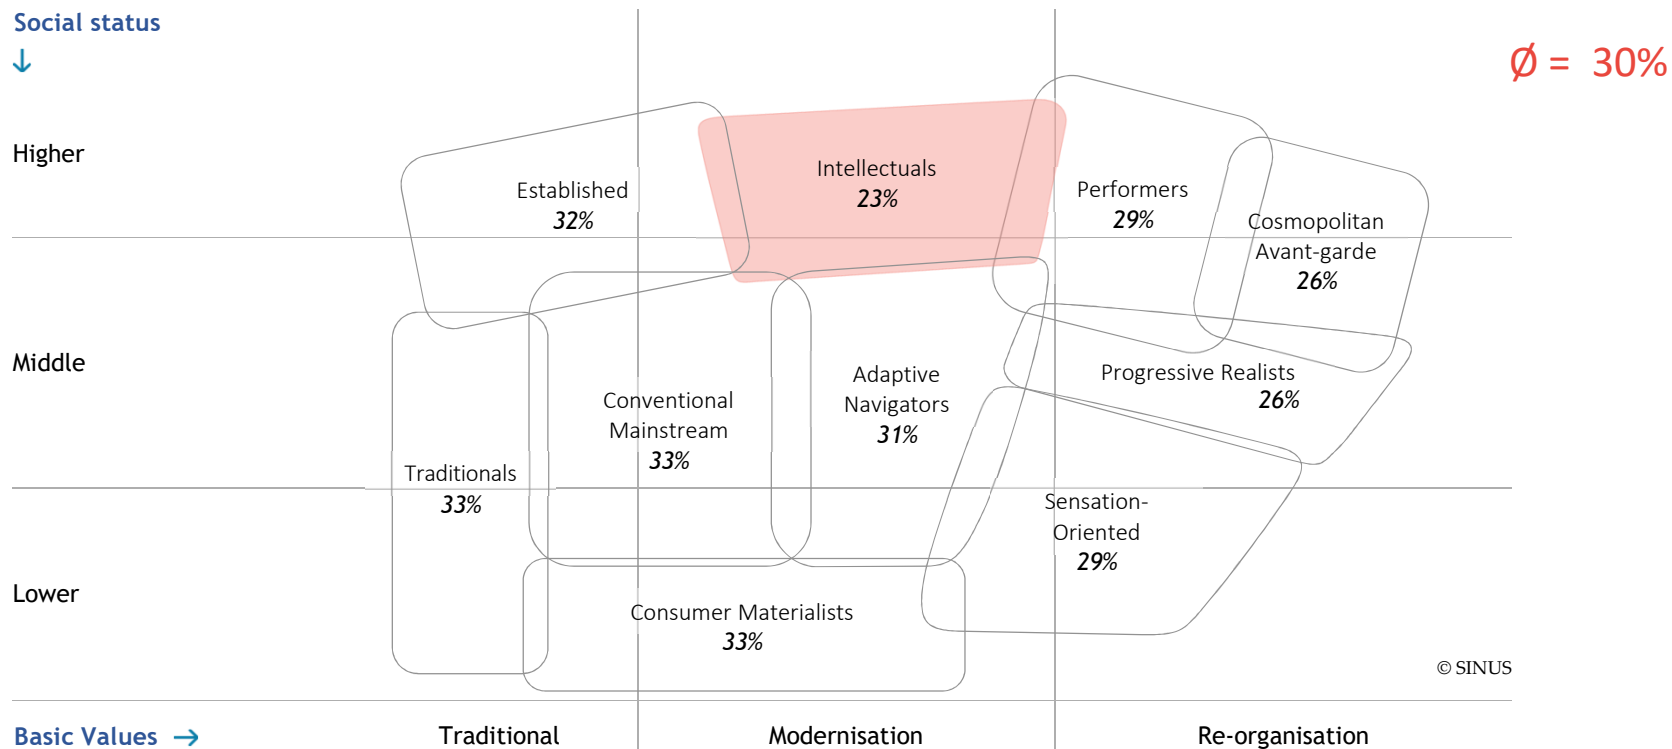 Social status
↓
Ø = 30%
Higher
Established
32%
Intellectuals
23%
Performers
29%
Cosmopolitan
Avant-garde
26%
Middle
Traditionals
33%
Conventional
Mainstream
33%
Adaptive
Navigators
31%
Progressive Realists
26%
Sensation-
Oriented
29%
Lower
Consumer Materialists
33%
© SINUS
Basic Values →
Traditional
Modernisation
Re-organisation